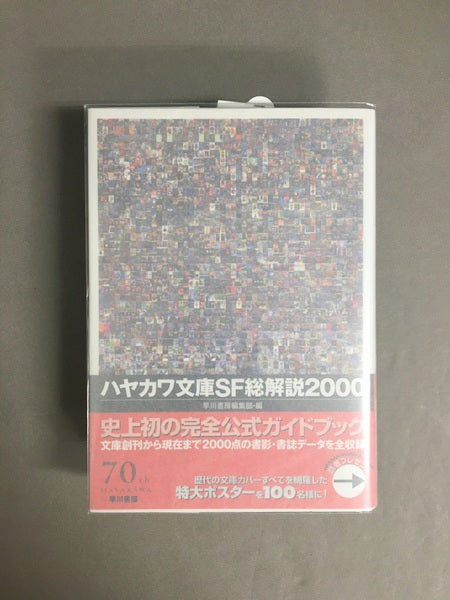 ハヤカワ文庫SF総解説2000
早川書房編集部・編
史上初の完全公式ガイドブック
文庫創刊から現在まで2000点の書影・書誌データを全収録
70th
HAYAKAWA
早川書房
歴代の文庫カバーすべてを網羅した
特大ポスターを100名様に!